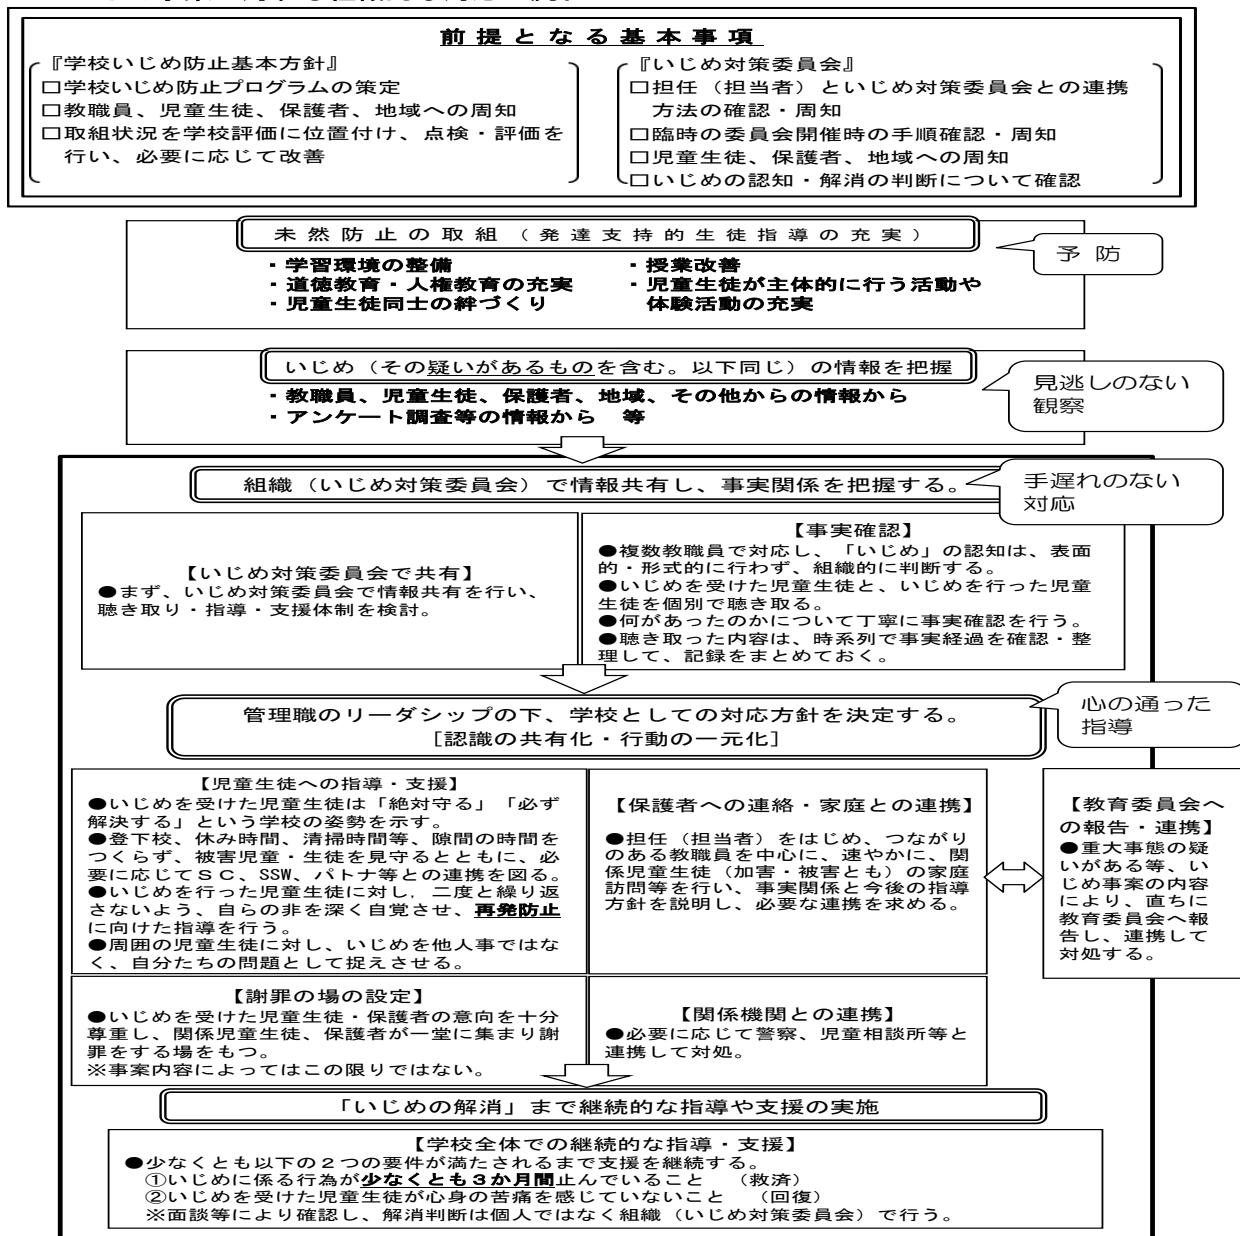 前提となる基本事項
『学校いじめ防止基本方針』
□学校いじめ防止プログラムの策定
□教職員、児童生徒、保護者、地域への周知
□取組状況を学校評価に位置付け、点検・評価を
行い、必要に応じて改善
『いじめ対策委員会』
□担任（担当者）といじめ対策委員会との連携
方法の確認・周知
□臨時の委員会開催時の手順確認・周知
□児童生徒、保護者、地域への周知
□いじめの認知・解消の判断について確認
未然防止の取組（発達支持的生徒指導の充実）
予防
・学習環境の整備
・道徳教育・人権教育の充実
・児童生徒同士の絆づくり
・授業改善
・児童生徒が主体的に行う活動や
体験活動の充実
いじめ（その疑いがあるものを含む。以下同じ）の情報を把握
見逃しのない
観察
・教職員、児童生徒、保護者、地域、その他からの情報から
・アンケート調査等の情報から　等
組織（いじめ対策委員会）で情報共有し、事実関係を把握する。
手遅れのない
対応
【いじめ対策委員会で共有】
●まず、いじめ対策委員会で情報共有を行い、
聴き取り・指導・支援体制を検討。
【事実確認】
●複数教職員で対応し、「いじめ」の認知は、表面
的・形式的に行わず、組織的に判断する。
●いじめを受けた児童生徒と、いじめを行った児童
生徒を個別で聴き取る。
●何があったのかについて丁寧に事実確認を行う。
●聴き取った内容は、時系列で事実経過を確認・整
理して、記録をまとめておく。
管理職のリーダシップの下、学校としての対応方針を決定する。
［認識の共有化・行動の一元化］
心の通った
指導
【児童生徒への指導・支援】
●いじめを受けた児童生徒は「絶対守る」「必ず
解決する」という学校の姿勢を示す。
●登下校、休み時間、清掃時間等、隙間の時間を
つくらず、被害児童・生徒を見守るとともに、必
要に応じてＳＣ、SSW、パトナ等との連携を図る。
●いじめを行った児童生徒に対し，二度と繰り返
さないよう、自らの非を深く自覚させ、再発防止
に向けた指導を行う。
●周囲の児童生徒に対し、いじめを他人事ではな
く、自分たちの問題として捉えさせる。
【保護者への連絡・家庭との連携】
●担任（担当者）をはじめ、つながり
のある教職員を中心に、速やかに、関
係児童生徒（加害・被害とも）の家庭
訪問等を行い、事実関係と今後の指導
方針を説明し、必要な連携を求める。
【教育委員会へ
の報告・連携】
●重大事態の疑
いがある等、い
じめ事案の内容
により、直ちに
教育委員会へ報
告し、連携して
対処する。
【謝罪の場の設定】
●いじめを受けた児童生徒・保護者の意向を十分
尊重し、関係児童生徒、保護者が一堂に集まり謝
罪をする場をもつ。
※事案内容によってはこの限りではない。
【関係機関との連携】
●必要に応じて警察、児童相談所等と
連携して対処。
「いじめの解消」まで継続的な指導や支援の実施
【学校全体での継続的な指導・支援】
●少なくとも以下の２つの要件が満たされるまで支援を継続する。
①いじめに係る行為が少なくとも３か月間止んでいること　（救済）
②いじめを受けた児童生徒が心身の苦痛を感じていないこと　（回復）
※面談等により確認し、解消判断は個人ではなく組織（いじめ対策委員会）で行う。